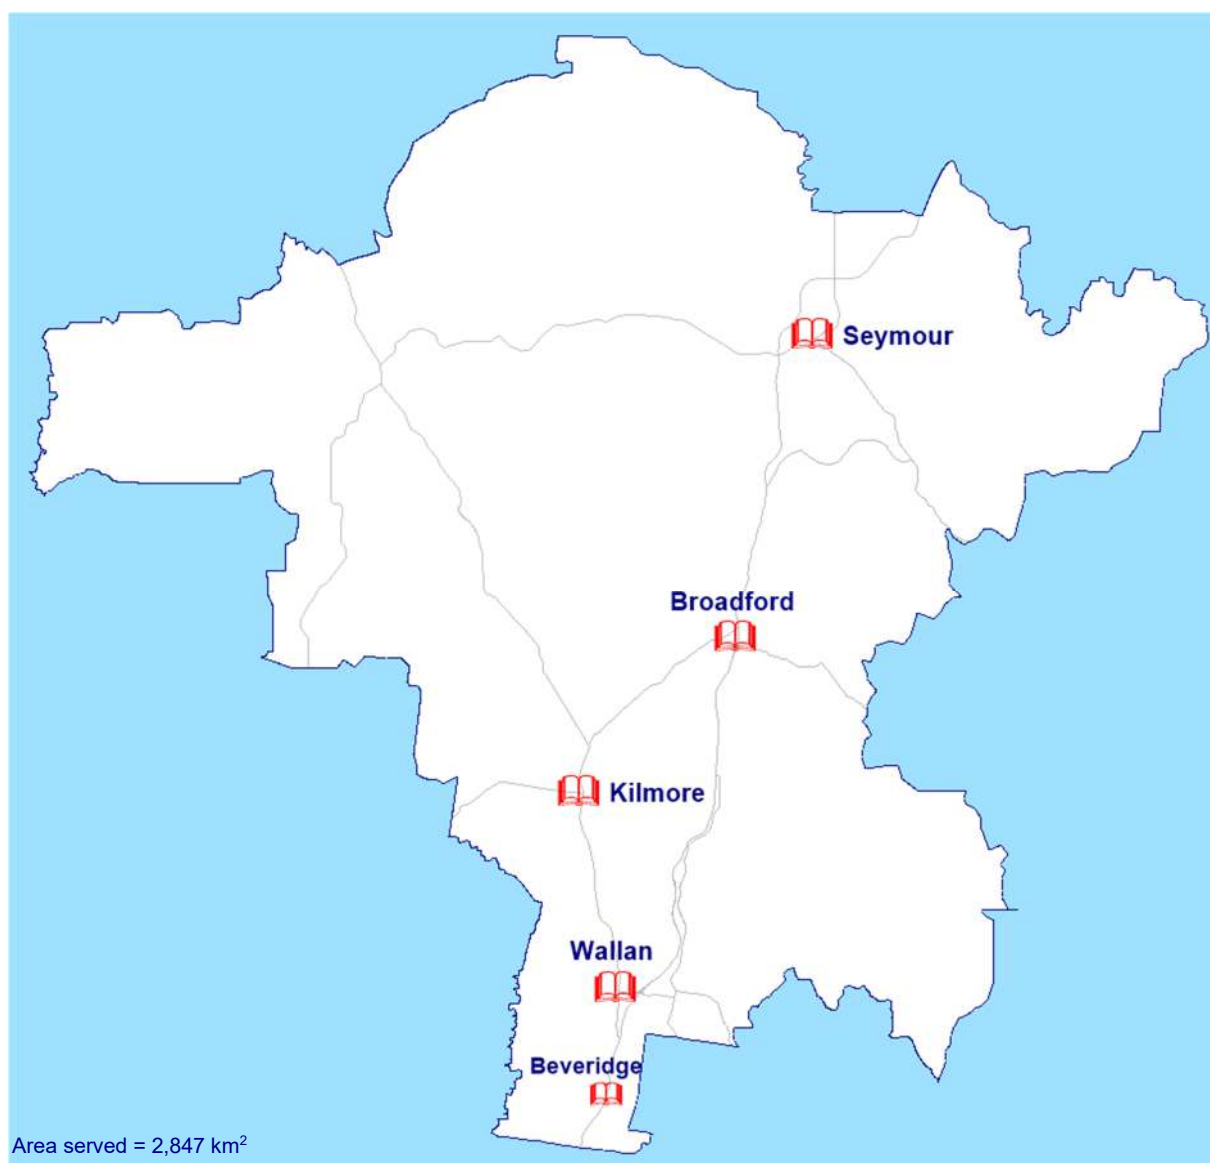 Seymour
Broadford
Kilmore
Wallan
Beveridge
Area served = 2,847 km²